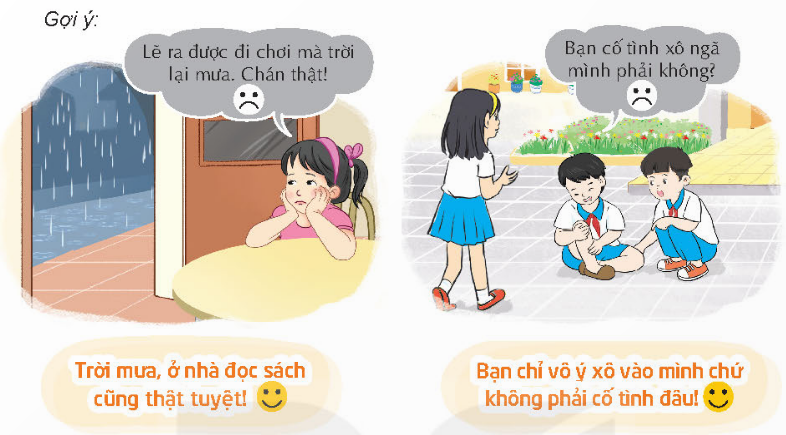 Gợi ý:
Lẽ ra được đi chơi mà trời
lại mưa. Chán thật!
Bạn cố tình xô ngã
mình phải không?
Trời mưa, ở nhà đọc sách
cũng thật tuyệt!
Bạn chỉ vô ý xô vào mình chứ
không phải cố tình đâu!